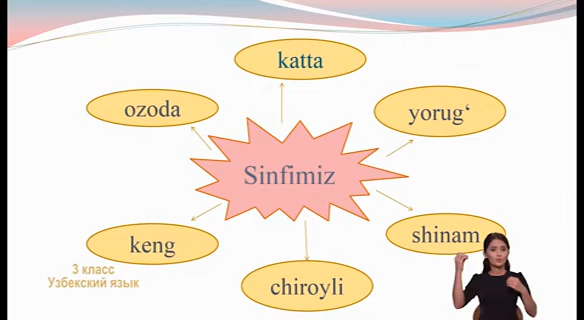 katta
ozoda
yorug‘
Sinfimiz
keng
shinam
chiroyli
3 класс
Узбекский язык